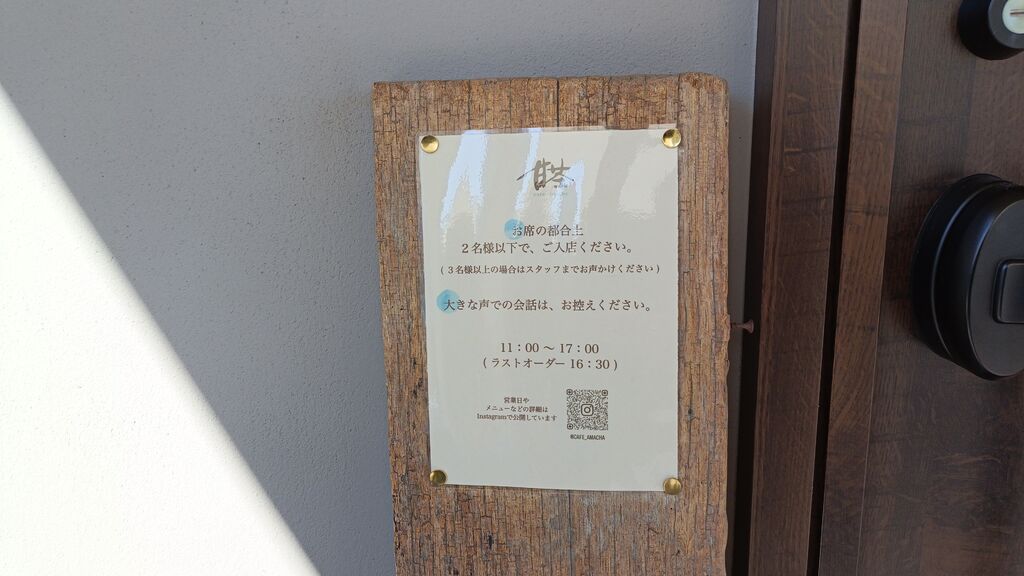 お席の都合上
2名様以下で、ご入店ください。
(3名様以上の場合はスタッフまでお声かけください)
大きな声での会話は、お控えください。
11:00 〜 17:00
(ラストオーダー 16:30)
営業日や
メニューなどの詳細は
Instagramで公開しています
@CAFE_AMACHA